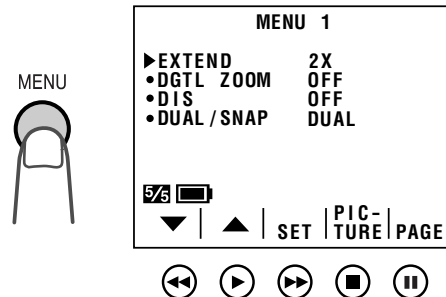 MENU
MENU 1
▶EXTEND 2X
•DGTL ZOOM OFF
•DIS OFF
•DUAL/SNAP DUAL
5/5
▼ | ▲ | SET | PIC-TURE | PAGE